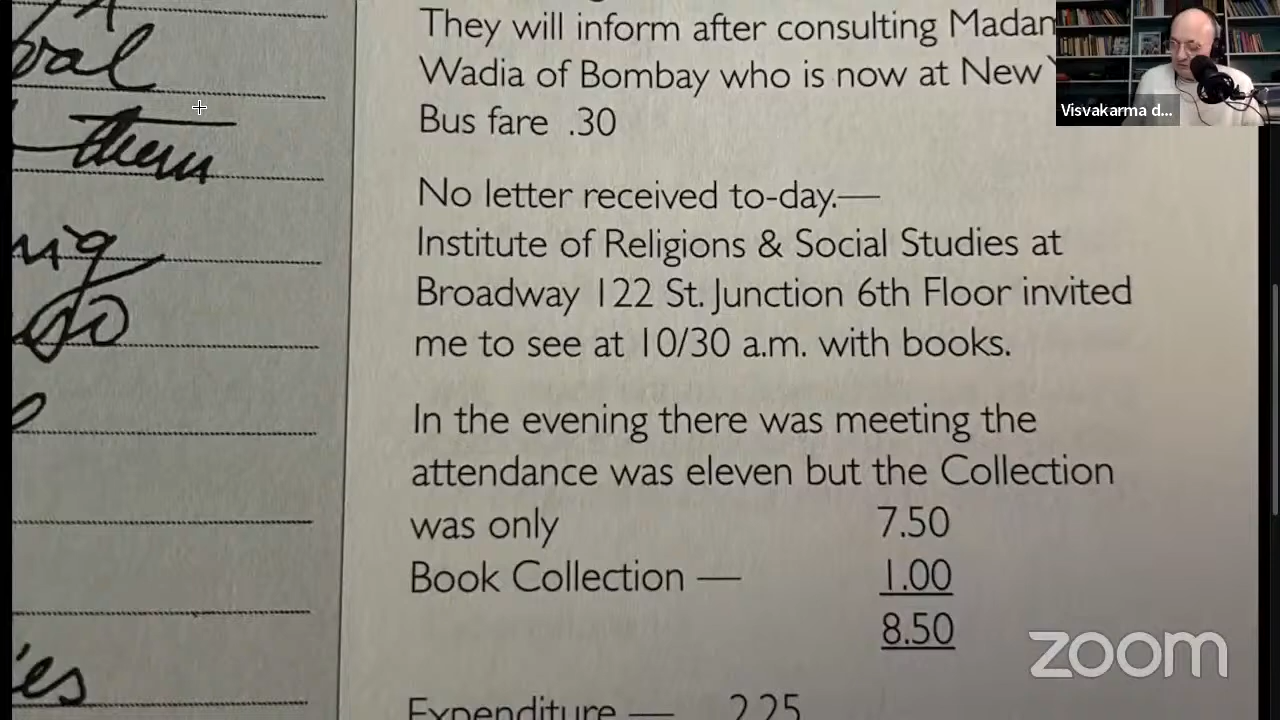 oval
them
They will inform after consulting Madam
Wadia of Bombay who is now at New Y
Bus fare .30
No letter received to-day.—
Institute of Religions & Social Studies at
Broadway 122 St. Junction 6th Floor invited
me to see at 10/30 a.m. with books.
In the evening there was meeting the
attendance was eleven but the Collection
was only 7.50
Book Collection — 1.00
8.50
Expenditure — 2.25
Visvakarma d...
zoom